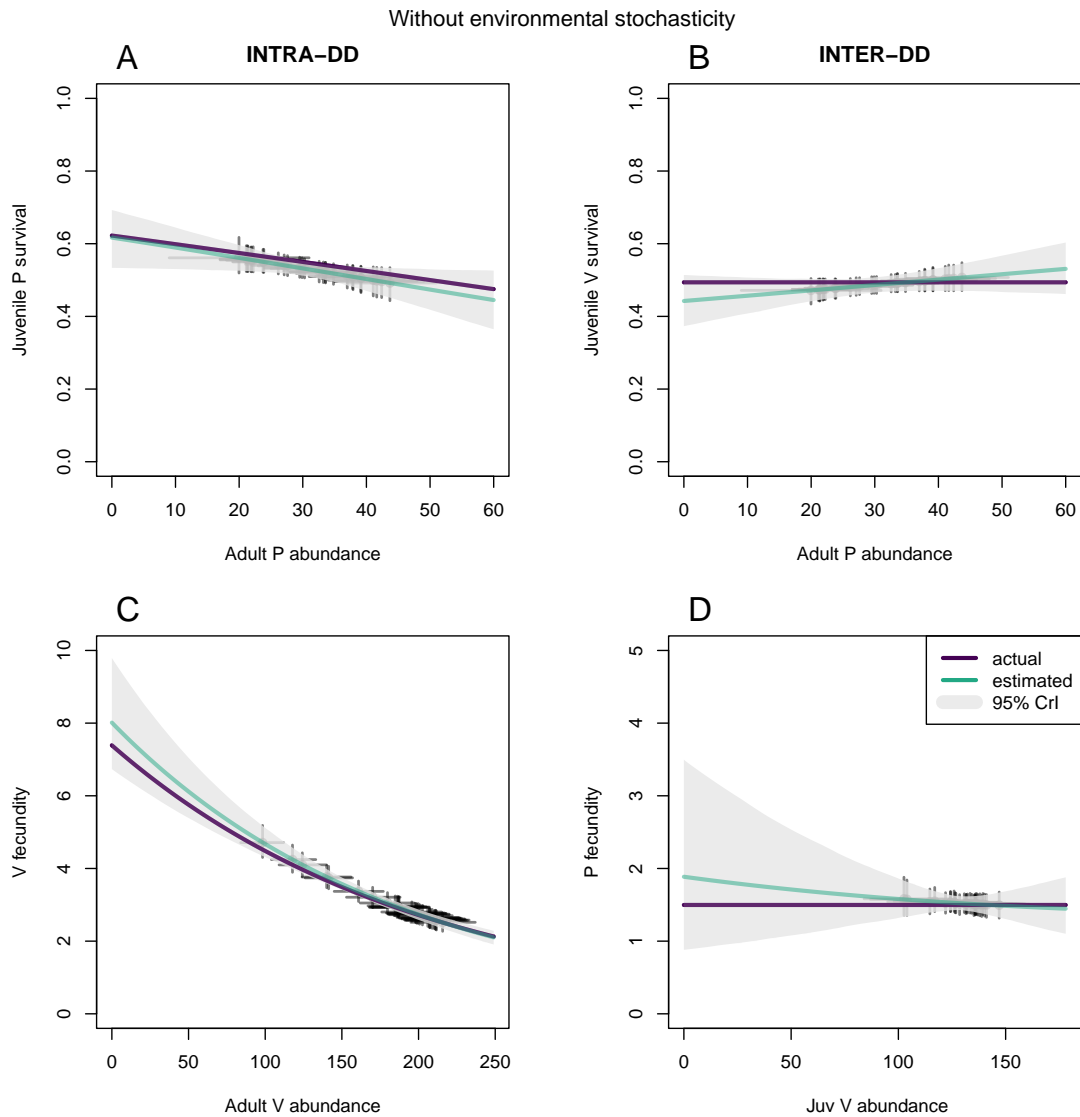 Without environmental stochasticity
A
INTRA−DD
Juvenile P survival
1.0
0.8
0.6
0.4
0.2
0.0
0 10 20 30 40 50 60
Adult P abundance
B
INTER−DD
Juvenile V survival
1.0
0.8
0.6
0.4
0.2
0.0
0 10 20 30 40 50 60
Adult P abundance
C
V fecundity
10
8
6
4
2
0
0 50 100 150 200 250
Adult V abundance
D
P fecundity
5
4
3
2
1
0
actual
estimated
95% CrI
0 50 100 150
Juv V abundance